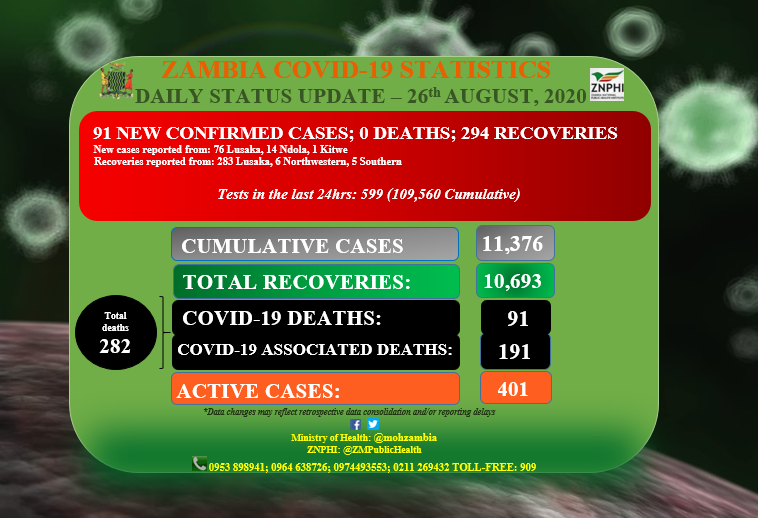 ZAMBIA COVID-19 STATISTICS
DAILY STATUS UPDATE – 26th AUGUST, 2020
ZNPHI
91 NEW CONFIRMED CASES; 0 DEATHS; 294 RECOVERIES
New cases reported from: 76 Lusaka, 14 Ndola, 1 Kitwe
Recoveries reported from: 283 Lusaka, 6 Northwestern, 5 Southern
Tests in the last 24hrs: 599 (109,560 Cumulative)
CUMULATIVE CASES 11,376
TOTAL RECOVERIES: 10,693
Total
deaths
282
COVID-19 DEATHS: 91
COVID-19 ASSOCIATED DEATHS: 191
ACTIVE CASES: 401
*Data changes may reflect retrospective data consolidation and/or reporting delays
Ministry of Health: @mohzambia
ZNPHI: @ZMPublicHealth
0953 898941; 0964 638726; 0974493553; 0211 269432 TOLL-FREE: 909